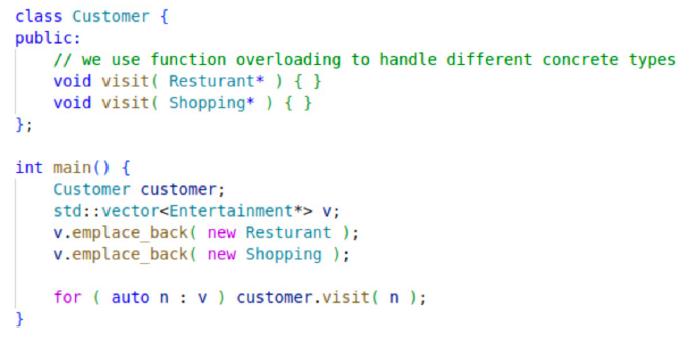 class Customer {
public:
    // we use function overloading to handle different concrete types
    void visit( Resturant* ) { }
    void visit( Shopping* ) { }
};

int main() {
    Customer customer;
    std::vector<Entertainment*> v;
    v.emplace_back( new Resturant );
    v.emplace_back( new Shopping );

    for ( auto n : v ) customer.visit( n );
}